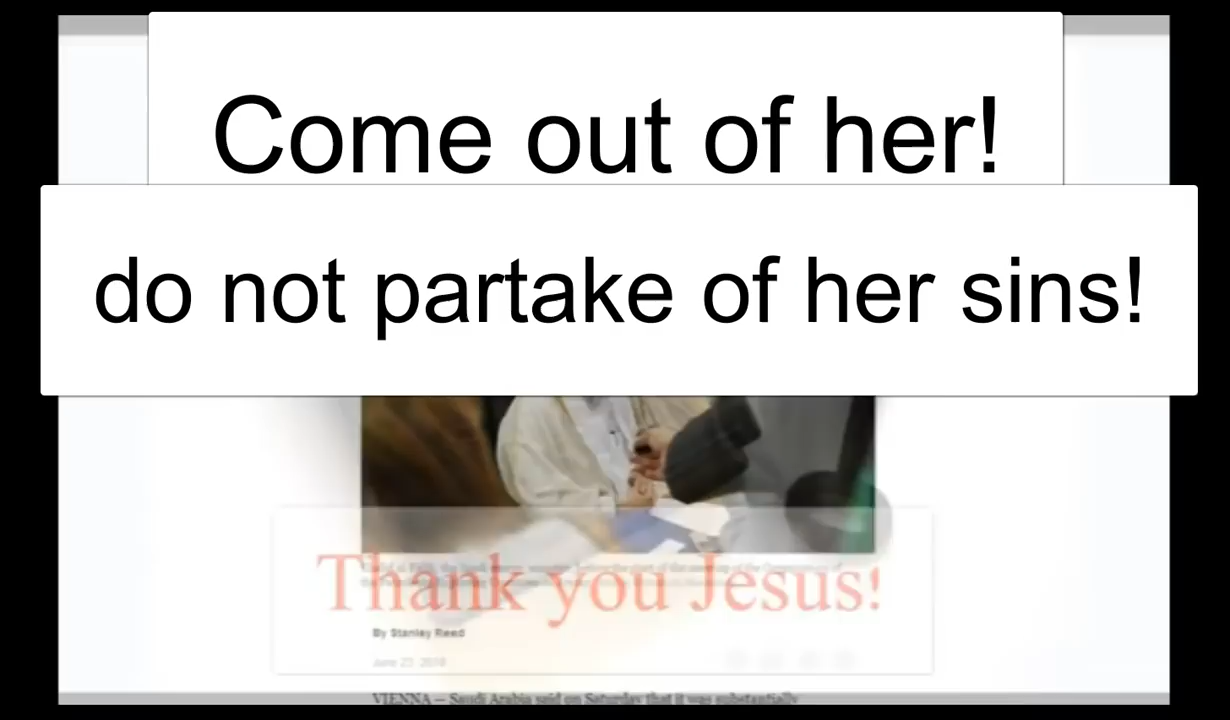 Come out of her!
do not partake of her sins!
Thank you Jesus!
By Stanley Reed
VIENNA — Saudi Arabia said on Saturday that it was substantially